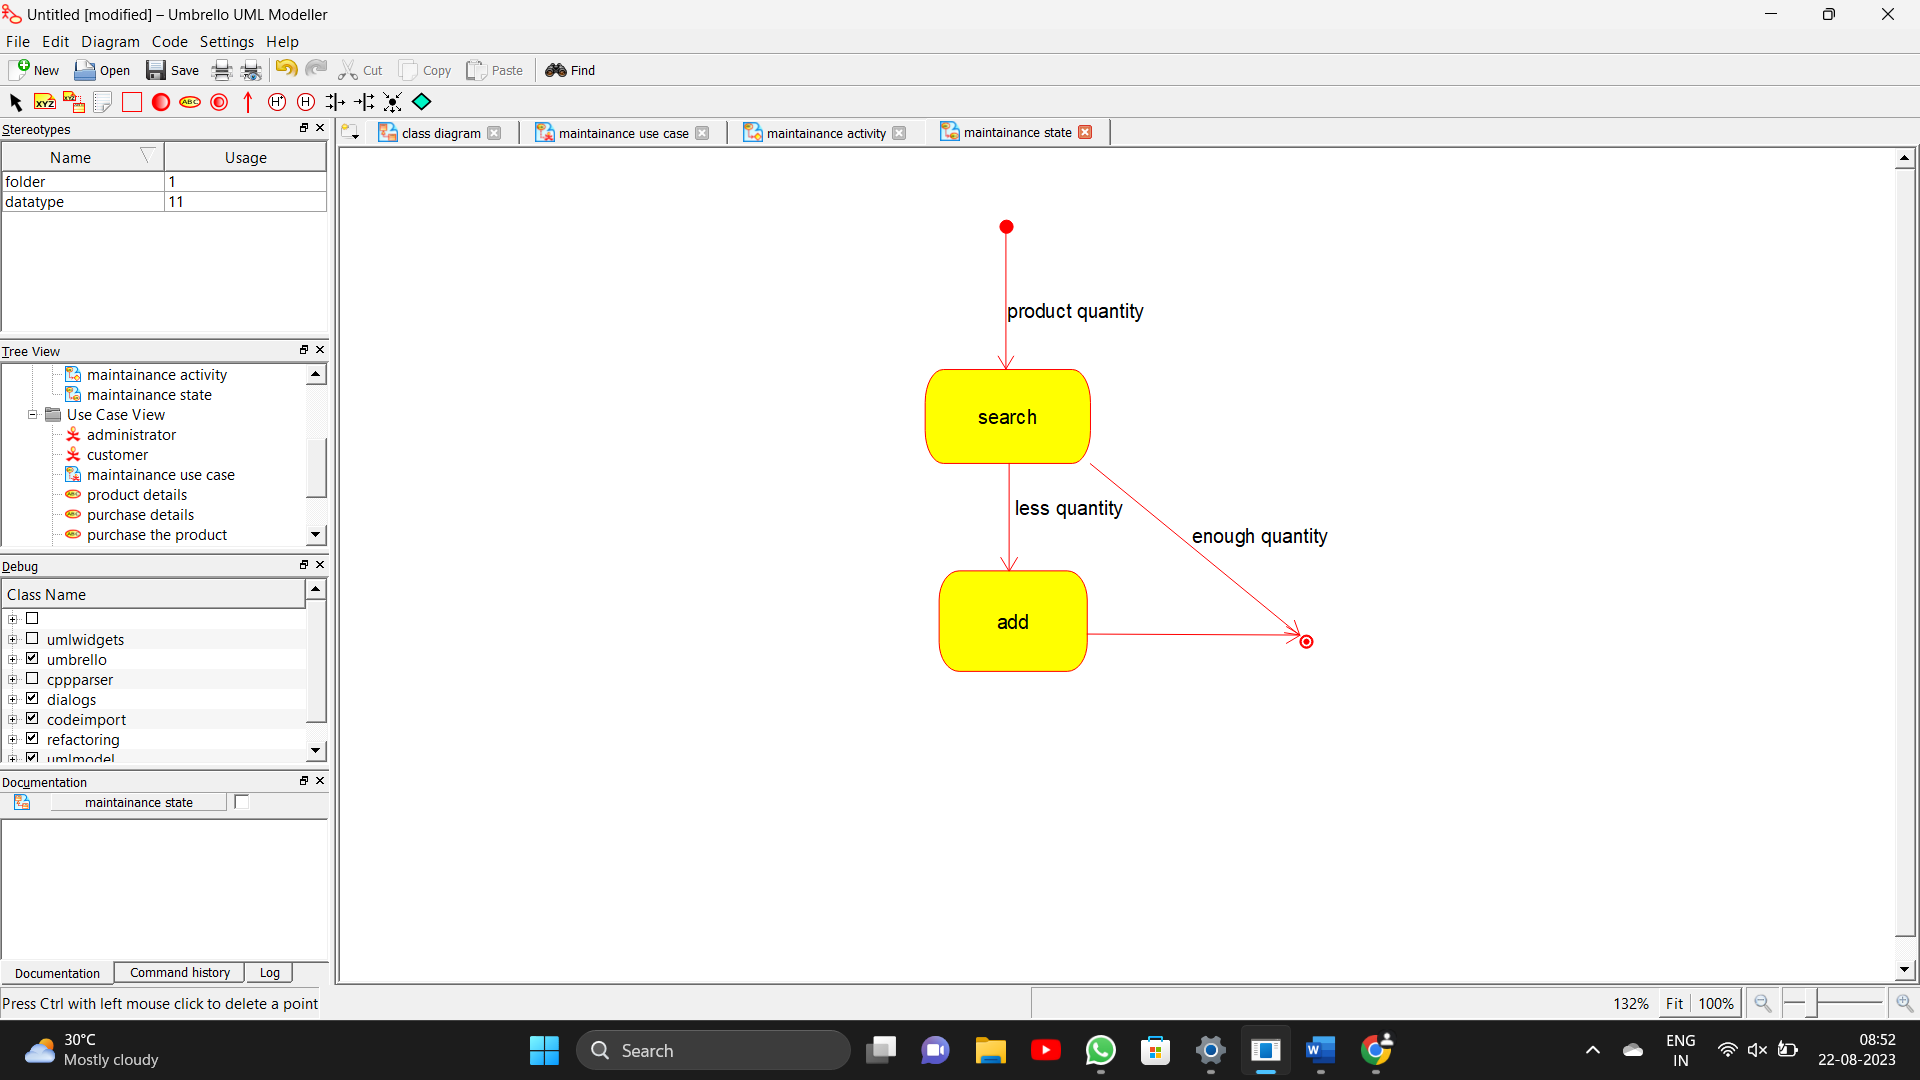 Untitled [modified] – Umbrello UML Modeller
File Edit Diagram Code Settings Help
New Open Save Cut Copy Paste Find
XYZ ABC H* H
Stereotypes
class diagram maintainance use case maintainance activity maintainance state
Name Usage
folder 1
datatype 11
product quantity
search
less quantity
enough quantity
add
Tree View
maintainance activity
maintainance state
Use Case View
administrator
customer
maintainance use case
product details
purchase details
purchase the product
Debug
Class Name
umlwidgets
umbrello
cppparser
dialogs
codeimport
refactoring
umlmodel
Documentation
maintainance state
Documentation Command history Log
Press Ctrl with left mouse click to delete a point
132% Fit 100%
30°C
Mostly cloudy
Search
ENG
IN
08:52
22-08-2023